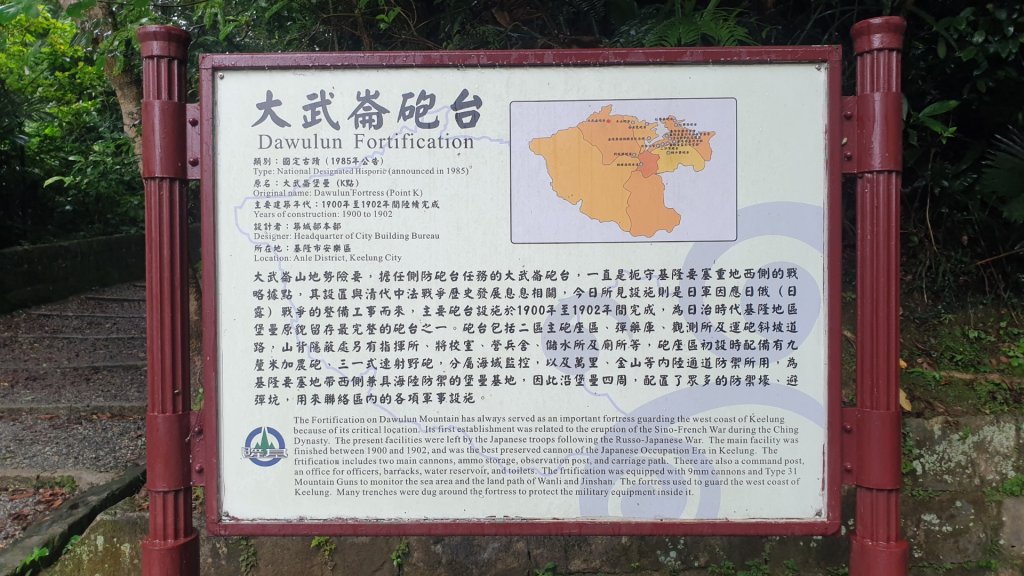 大武崙砲台
Dawulun Fortification
類別：國定古蹟（1985年公告）
Type: National Designated Hisporic (announced in 1985)
原名：大武崙堡壘（K點）
Original name: Dawulun Fortress (Point K)
主要建築年代：1900年至1902年間陸續完成
Years of construction: 1900 to 1902
設計者：築城部本部
Designer: Headquarter of City Building Bureau
所在地：基隆市安樂區
Location: Anle District, Keelung City
大武崙山地勢險要，擔任側防砲台任務的大武崙砲台，一直是扼守基隆要塞重地西側的戰
略據點，其設置與清代中法戰爭歷史發展息息相關，今日所見設施則是日軍因應日俄（日
露）戰爭的整備工事而來，主要砲台設施於1900年至1902年間完成，為日治時代基隆地區
堡壘原貌留存最完整的砲台之一。砲台包括二區主砲座區、彈藥庫、觀測所及運砲斜坡道
路，山背隱蔽處另有指揮所、將校室、營兵舍、儲水所及廁所等，砲座區初設時配備有九
釐米加農砲、三一式速射野砲，分屬海域監控，以及萬里、金山等內陸通道防禦所用，為
基隆要塞地帶西側兼具海陸防禦的堡壘基地，因此沿堡壘四周，配置了眾多的防禦壕、避
彈坑，用來聯絡區內的各項軍事設施。
The Fortification on Dawulun Mountain has always served as an important fortress guarding the west coast of Keelung
because of its critical location. Its first establishment was related to the eruption of the Sino-French War during the Ching
Dynasty. The present facilities were left by the Japanese troops following the Russo-Japanese War. The main facility was
finished between 1900 and 1902, and was the best preserved cannon of the Japanese Occupation Era in Keelung. The
frtification includes two main cannons, ammo storage, observation post, and carriage path. There are also a command post,
an office for officers, barracks, water reservoir, and toilets. The frtification was equipped with 9mm cannons and Type 31
Mountain Guns to monitor the sea area and the land path of Wanli and Jinshan. The fortress used to guard the west coast of
Keelung. Many trenches were dug around the fortress to protect the military equipment inside it.